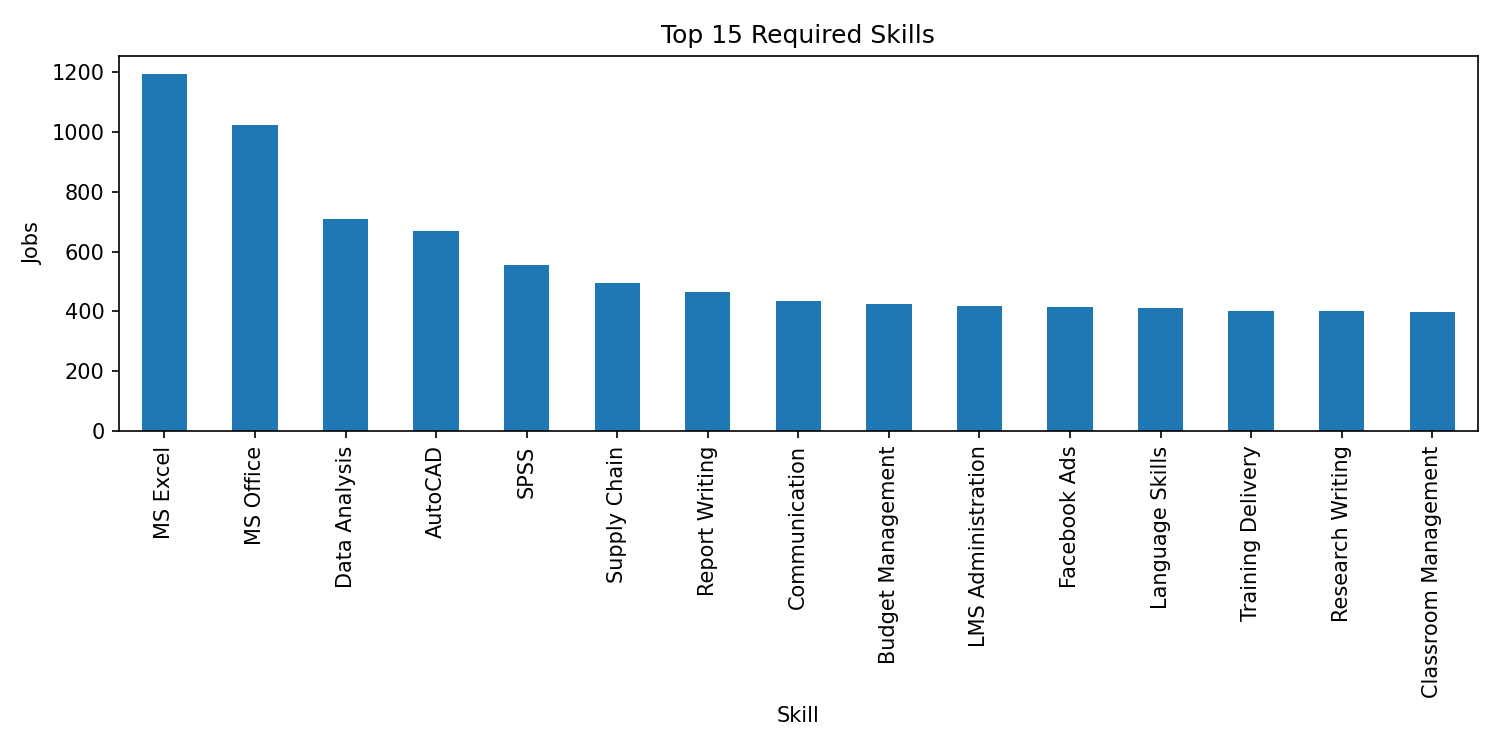 Top 15 Required Skills
Jobs
1200
1000
800
600
400
200
0
MS Excel
MS Office
Data Analysis
AutoCAD
SPSS
Supply Chain
Report Writing
Communication
Budget Management
LMS Administration
Facebook Ads
Language Skills
Training Delivery
Research Writing
Classroom Management
Skill